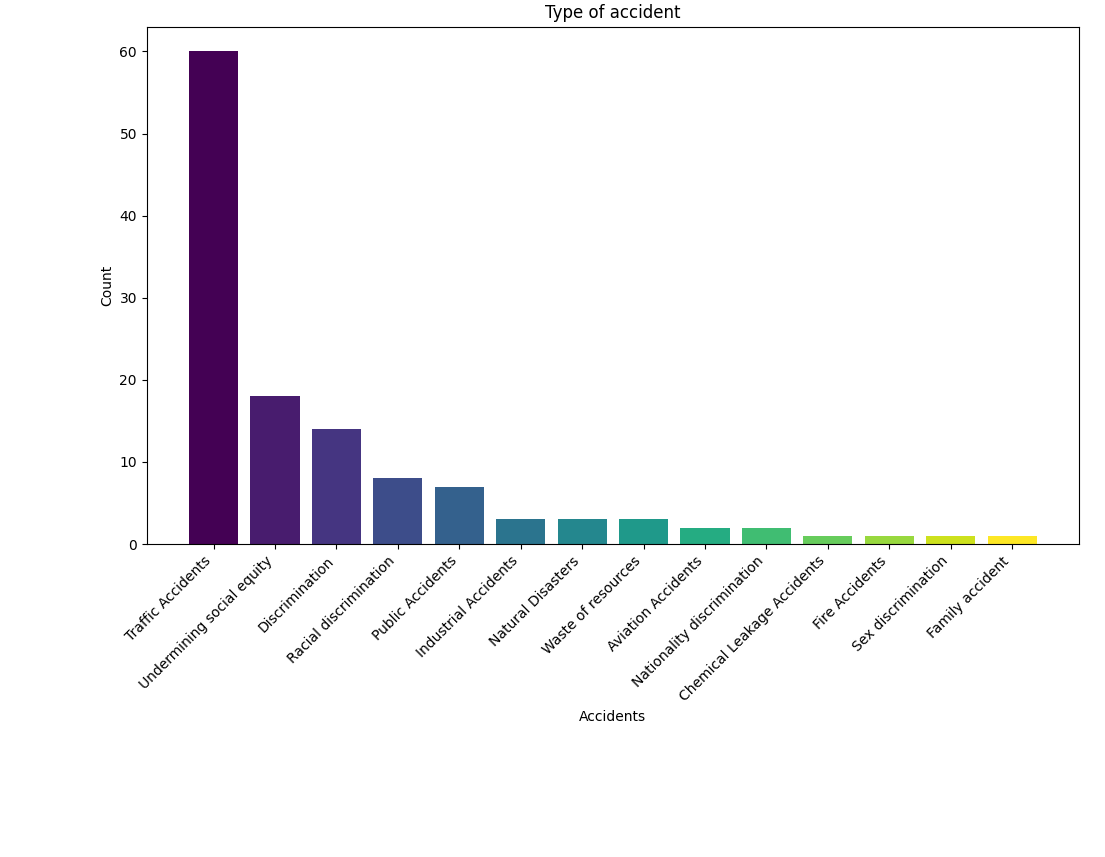 Type of accident
60
50
40
30
20
10
0
Count
Traffic Accidents
Undermining social equity
Discrimination
Racial discrimination
Public Accidents
Industrial Accidents
Natural Disasters
Waste of resources
Aviation Accidents
Nationality discrimination
Chemical Leakage Accidents
Fire Accidents
Sex discrimination
Family accident
Accidents